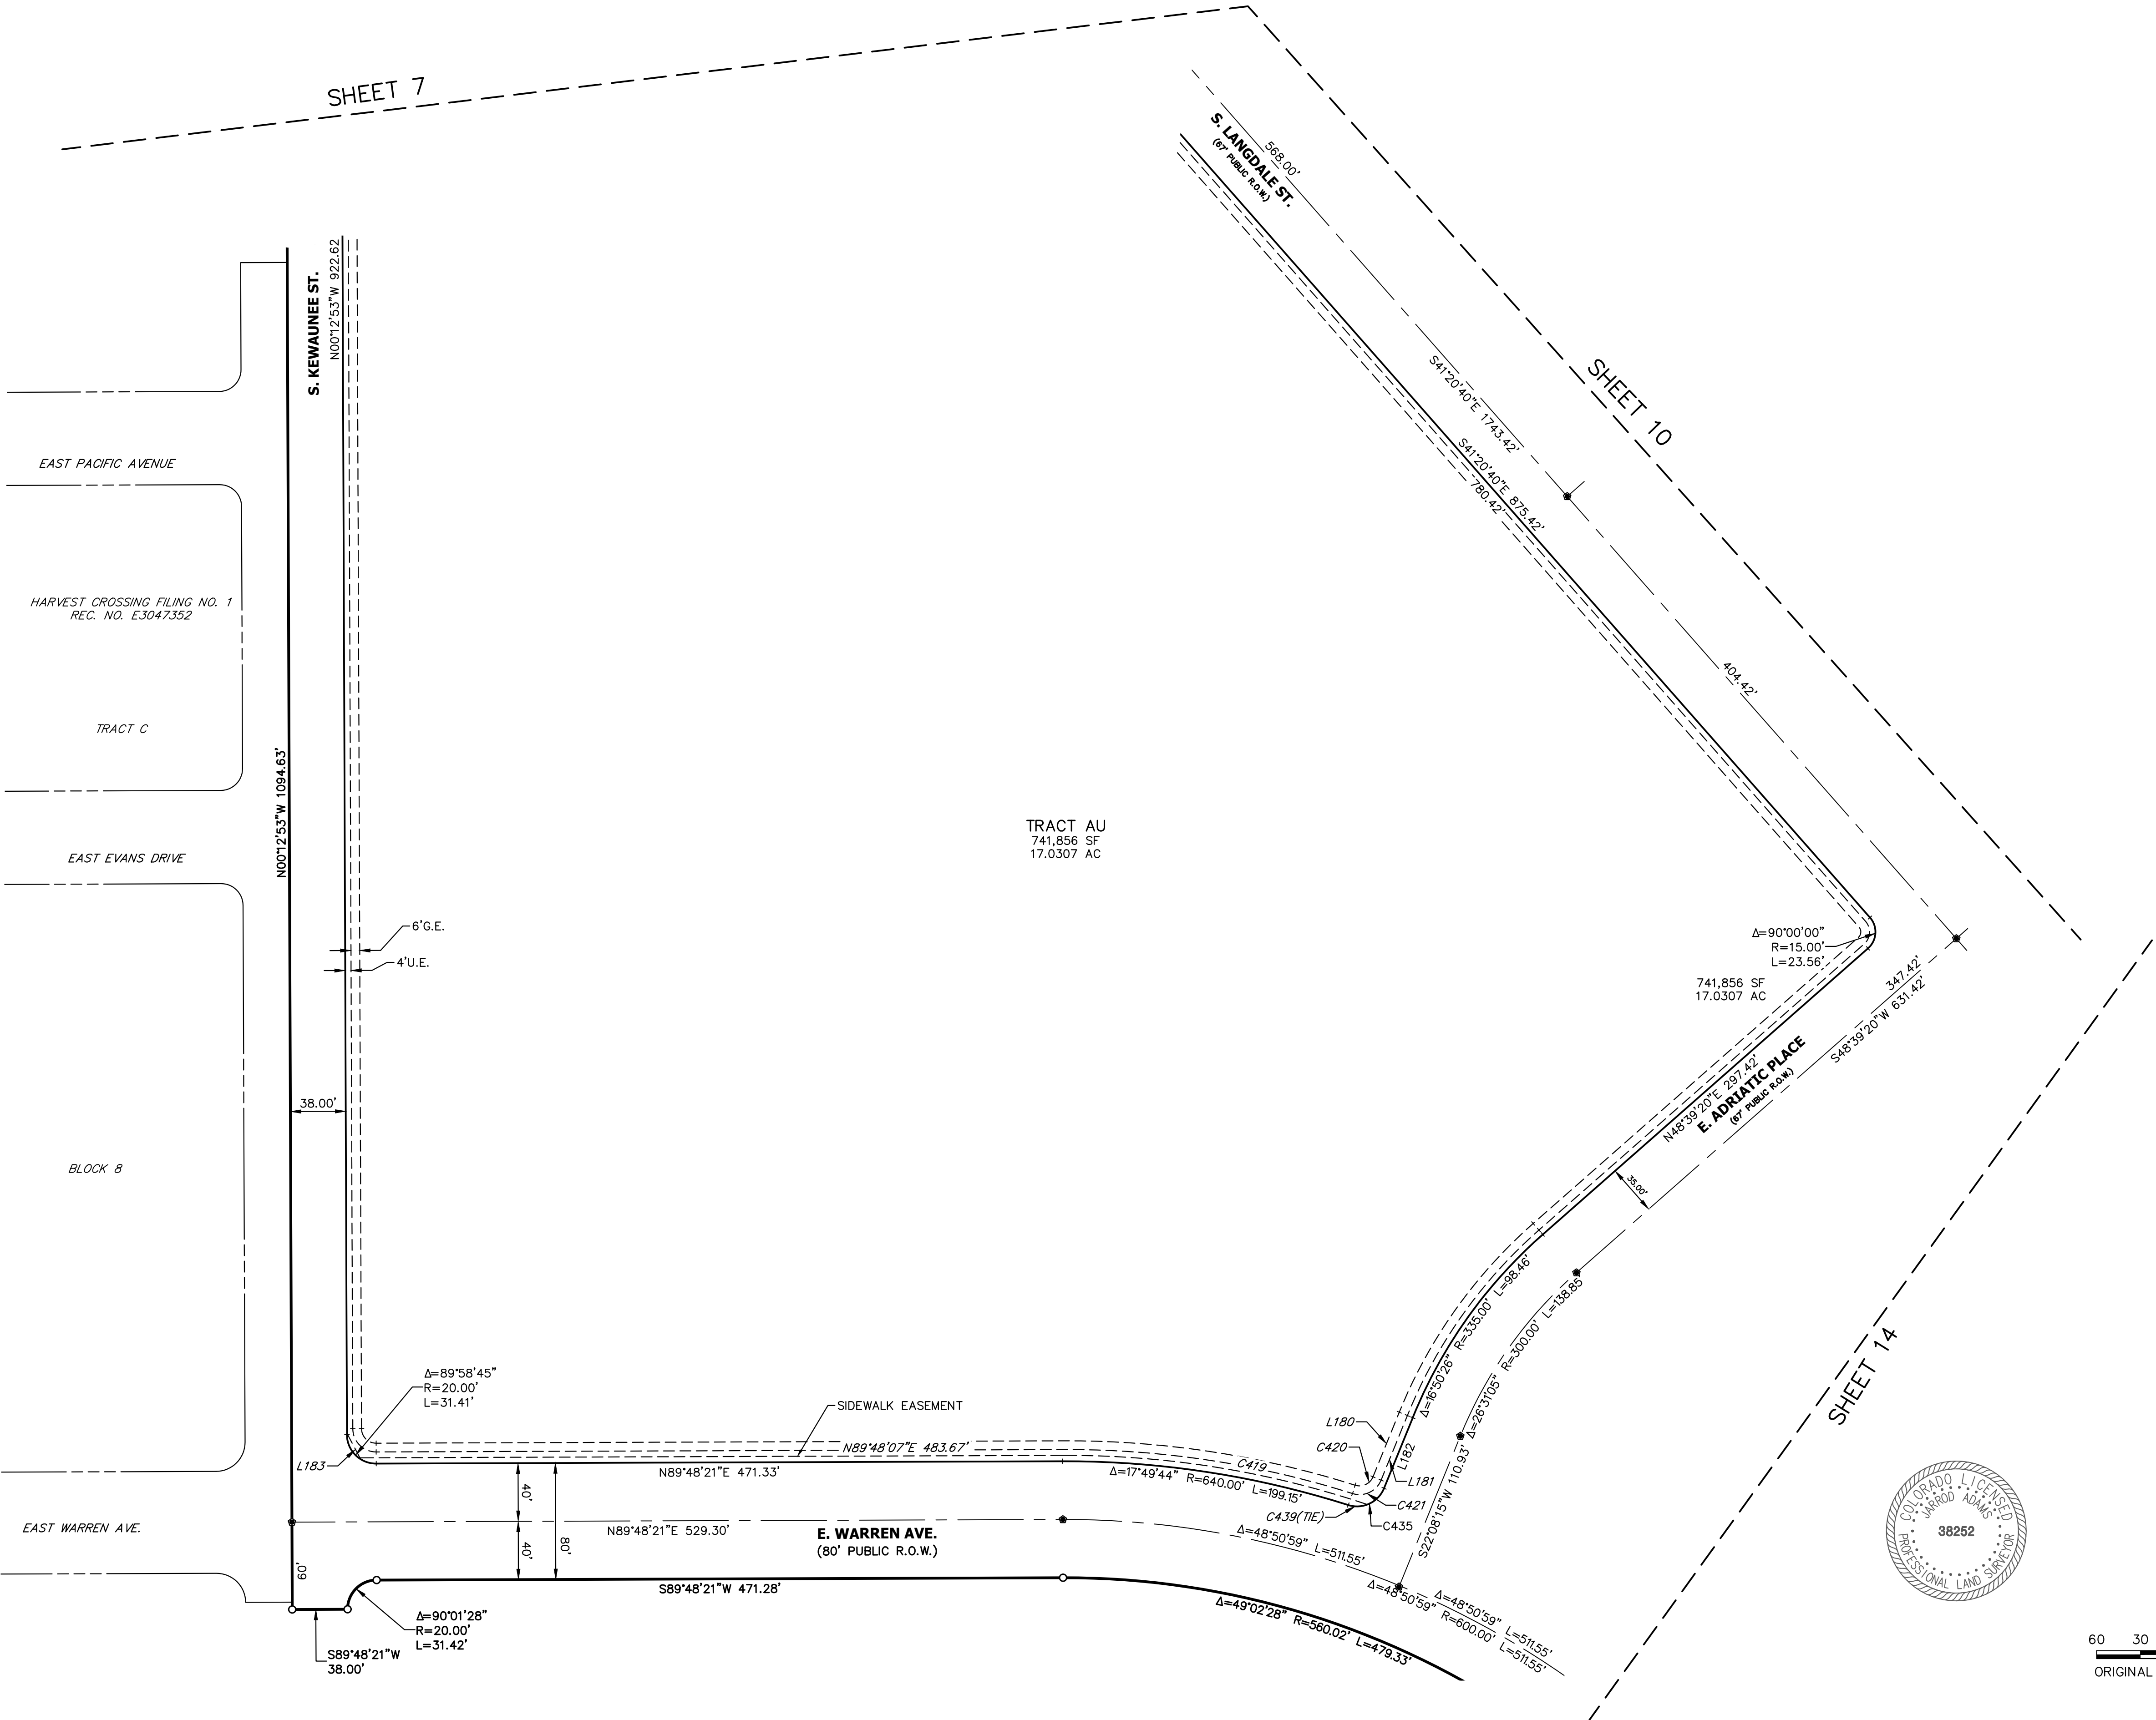 SHEET 7
S. LANGDALE ST.
(67' PUBLIC R.O.W.)
568.00'
S. KEWAUNEE ST.
N00°12'53"W 922.62
SHEET 10
S41°20'40"E 1743.42'
S41°20'40"E 875.42'
780.42'
EAST PACIFIC AVENUE
HARVEST CROSSING FILING NO. 1
REC. NO. E3047352
404.42'
TRACT C
N00°12'53"W 1094.63'
TRACT AU
741,856 SF
17.0307 AC
EAST EVANS DRIVE
6'G.E.
4'U.E.
Δ=90°00'00"
R=15.00'
L=23.56'
741,856 SF
17.0307 AC
347.42'
S48°39'20"W 631.42'
N48°39'20"E 297.42'
E. ADRIATIC PLACE
(67' PUBLIC R.O.W.)
38.00'
BLOCK 8
35.00'
Δ=16°50'26" R=335.00' L=98.46'
Δ=26°31'05" R=300.00' L=138.85
SHEET 14
Δ=89°58'45"
R=20.00'
L=31.41'
SIDEWALK EASEMENT
L180
C420
L183
N89°48'07"E 483.67'
C419
L182
L181
N89°48'21"E 471.33'
Δ=17°49'44" R=640.00' L=199.15'
C421
C439(TIE)
C435
S22°08'15"W 110.93'
40'
EAST WARREN AVE.
N89°48'21"E 529.30'
40'
80'
E. WARREN AVE.
(80' PUBLIC R.O.W.)
Δ=48°50'59" L=511.55'
60'
S89°48'21"W 471.28'
Δ=48°50'59" L=511.55'
Δ=48°50'59" R=600.00' L=511.55'
Δ=49°02'28" R=560.02' L=479.33'
Δ=90°01'28"
R=20.00'
L=31.42'
S89°48'21"W
38.00'
COLORADO LICENSED
JARROD ADAMS
38252
PROFESSIONAL LAND SURVEYOR
60 30
ORIGINAL